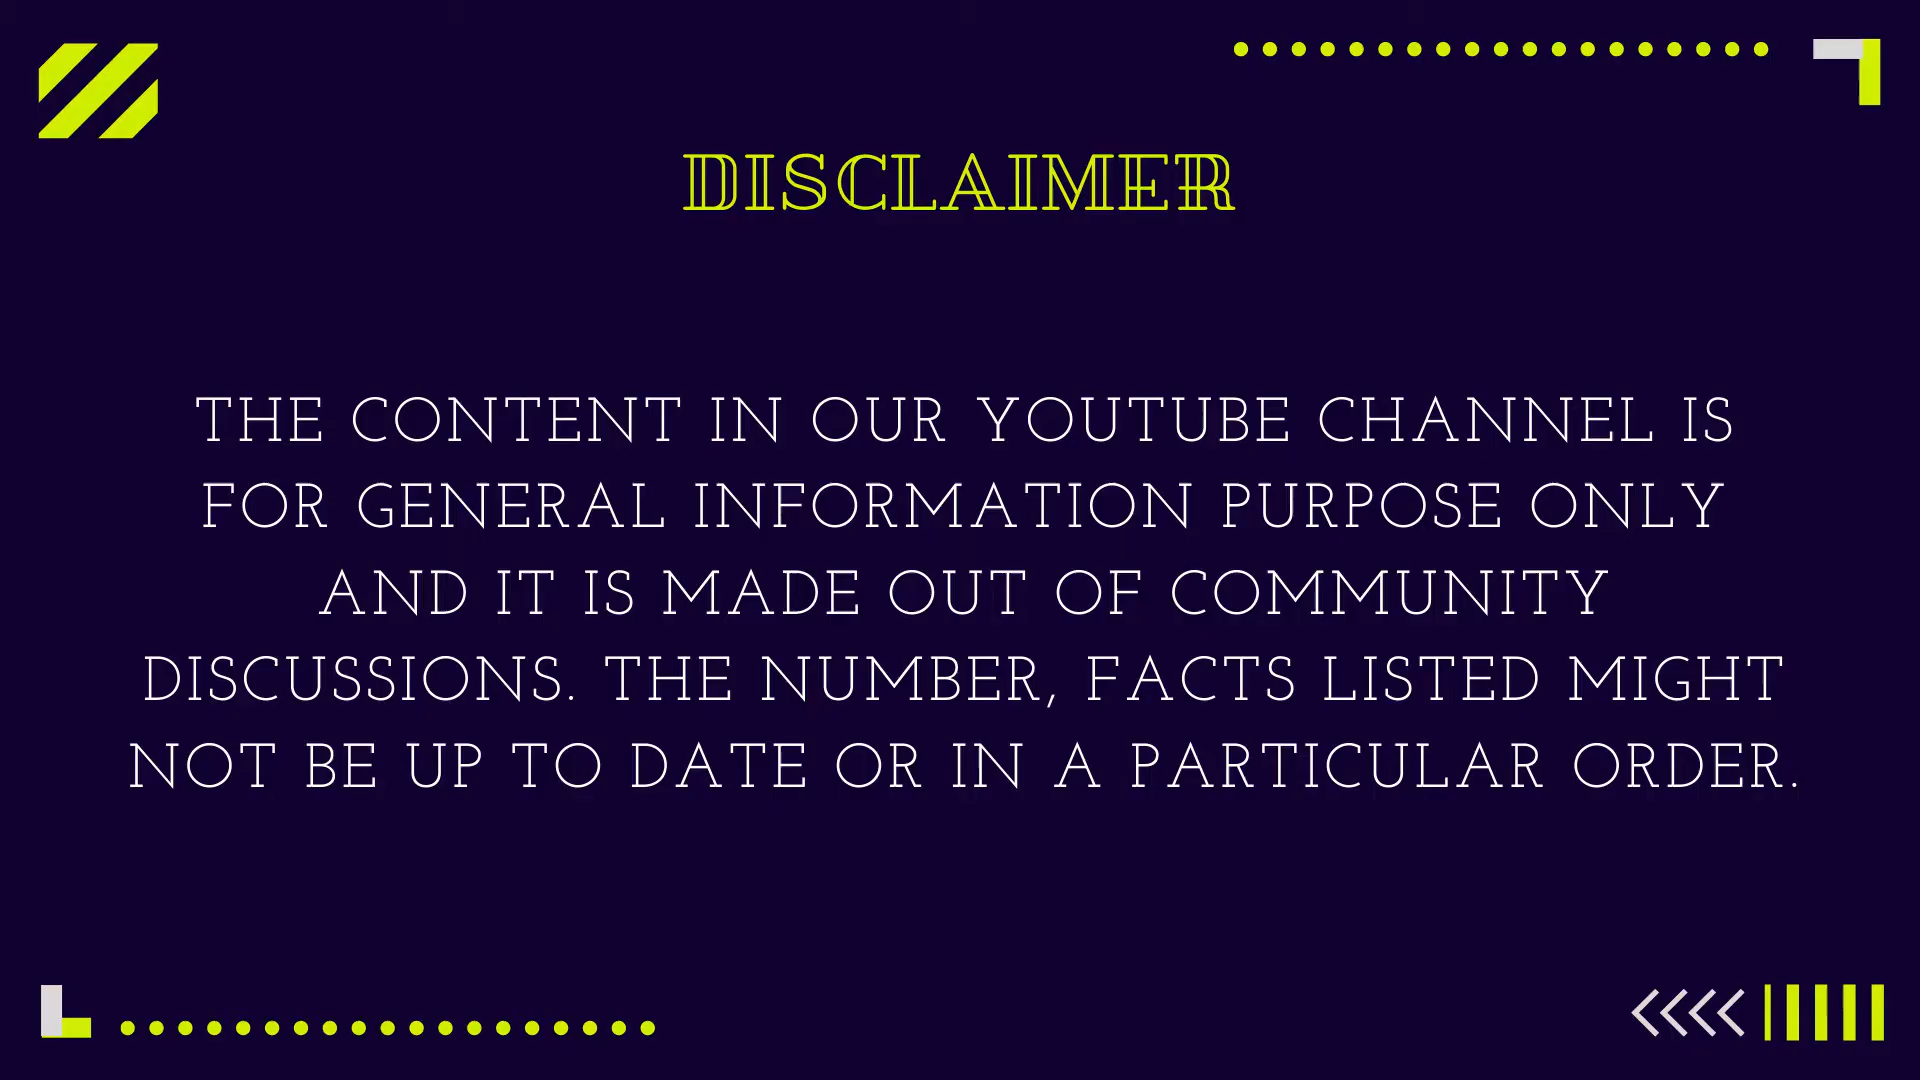 DISCLAIMER
THE CONTENT IN OUR YOUTUBE CHANNEL IS
FOR GENERAL INFORMATION PURPOSE ONLY
AND IT IS MADE OUT OF COMMUNITY
DISCUSSIONS. THE NUMBER, FACTS LISTED MIGHT
NOT BE UP TO DATE OR IN A PARTICULAR ORDER.